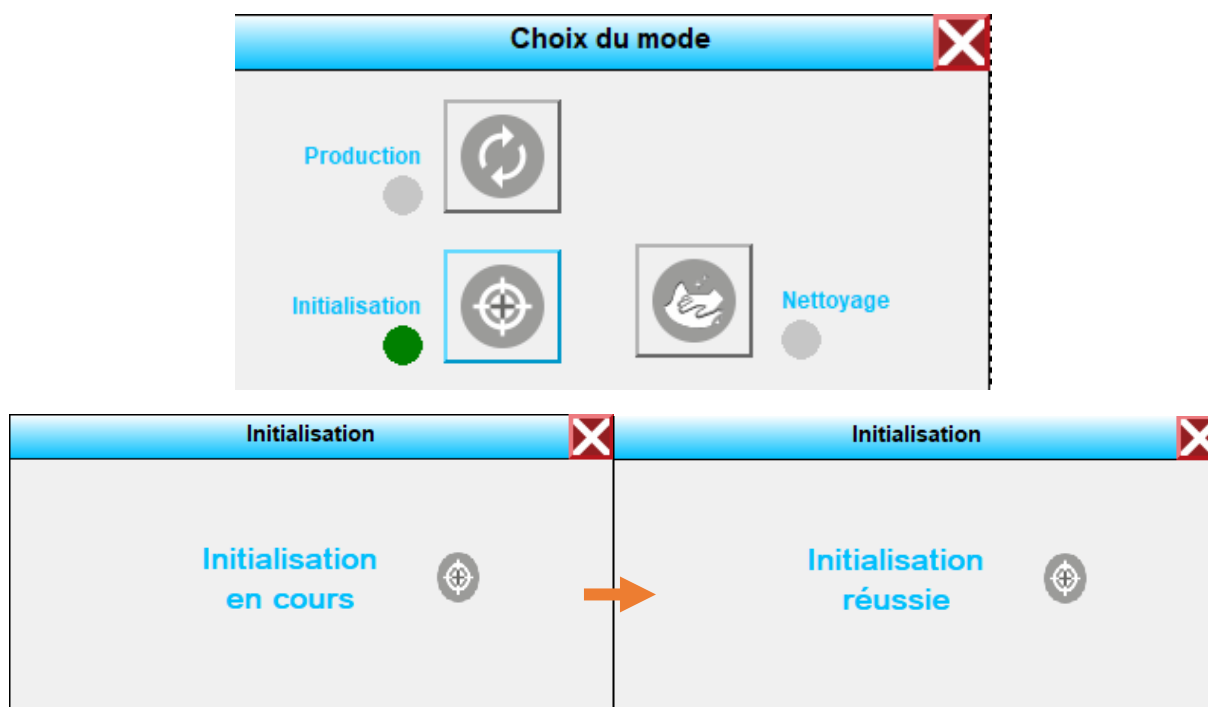 Choix du mode
Production
Initialisation
Nettoyage
Initialisation
Initialisation
en cours
Initialisation
Initialisation
réussie